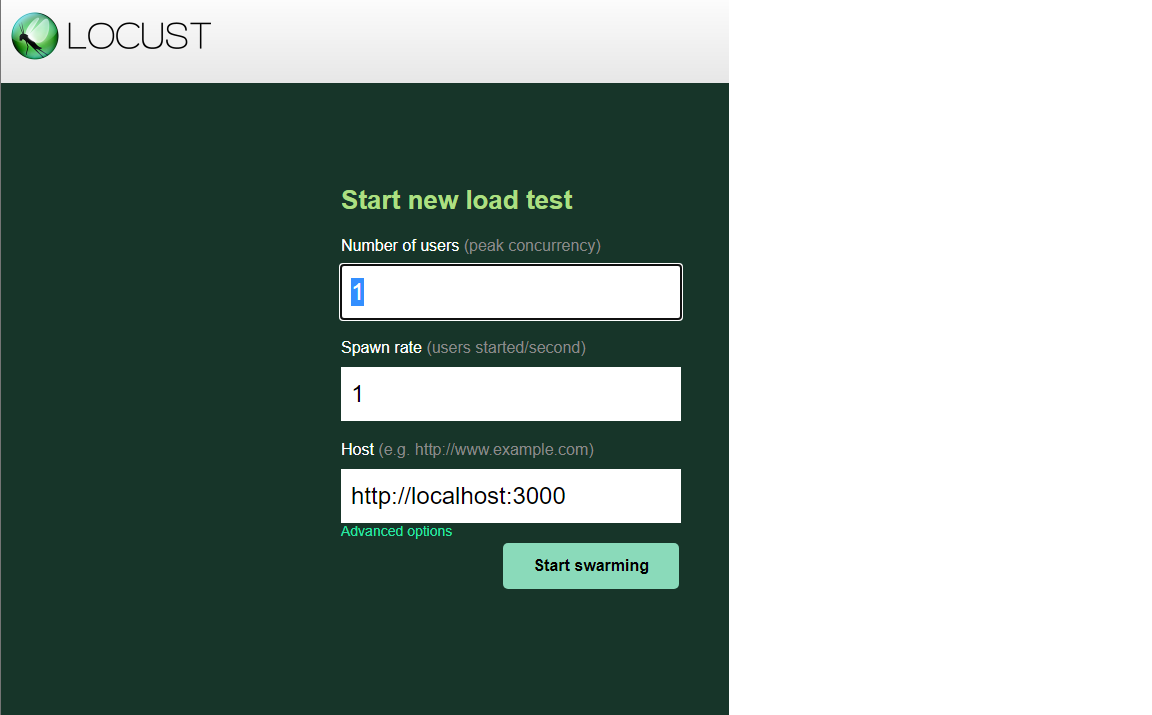 LOCUST
Start new load test
Number of users (peak concurrency)
1
Spawn rate (users started/second)
1
Host (e.g. http://www.example.com)
http://localhost:3000
Advanced options
Start swarming